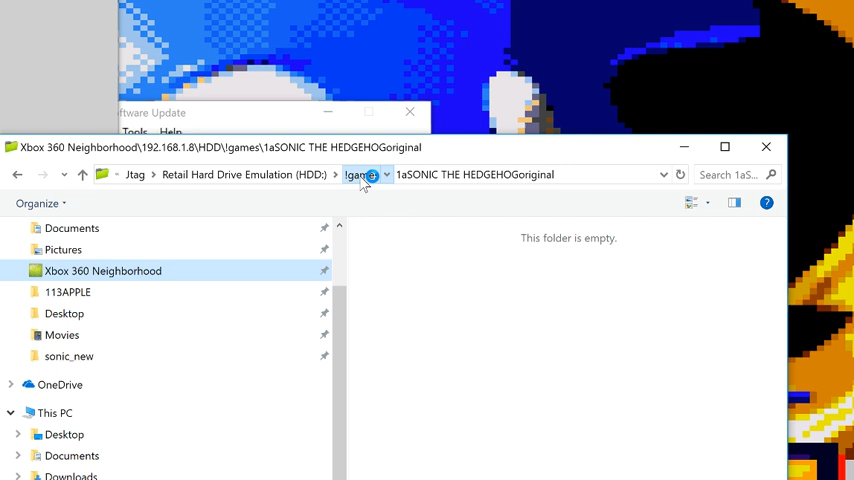 oftware Update
Tools Help
Xbox 360 Neighborhood\192.168.1.8\HDD\!games\1aSONIC THE HEDGEHOGoriginal
Jtag > Retail Hard Drive Emulation (HDD:) > !games 1aSONIC THE HEDGEHOGoriginal Search 1aS...
Organize
Documents
This folder is empty.
Pictures
Xbox 360 Neighborhood
113APPLE
Desktop
Movies
sonic_new
OneDrive
This PC
Desktop
Documents
Downloads